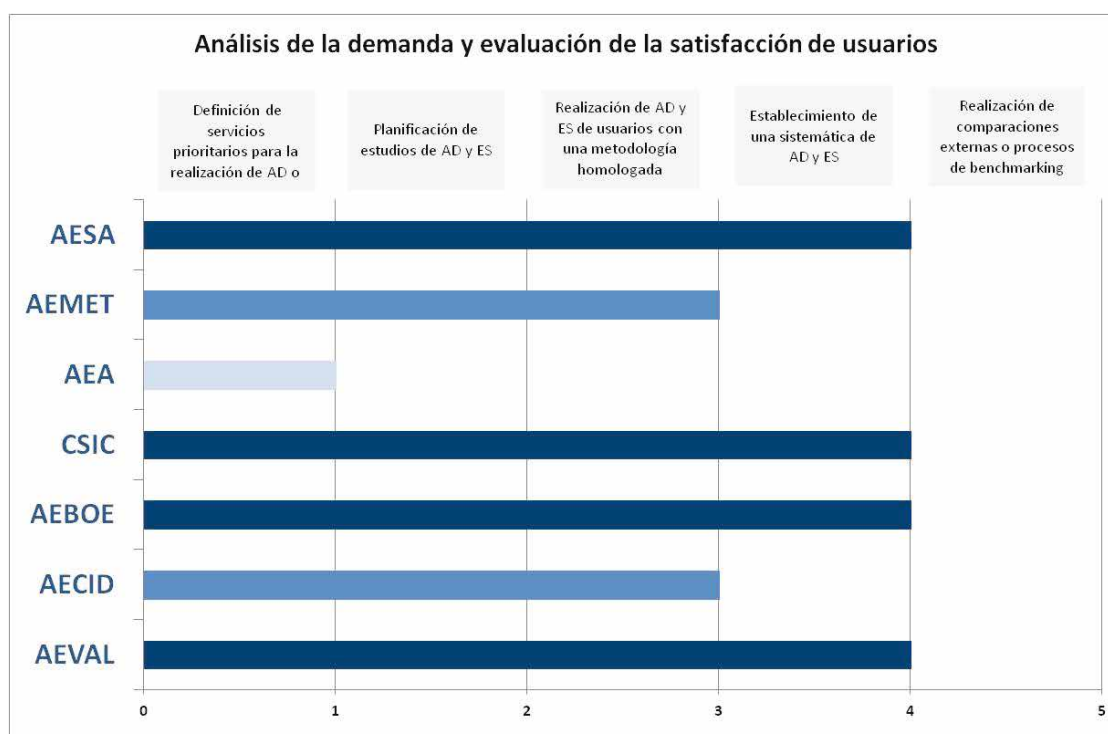 Análisis de la demanda y evaluación de la satisfacción de usuarios
Definición de
servicios
prioritarios para la
realización de AD o
Planificación de
estudios de AD y ES
Realización de AD y
ES de usuarios con
una metodología
homologada
Establecimiento de
una sistemática de
AD y ES
Realización de
comparaciones
externas o procesos
de benchmarking
AESA
AEMET
AEA
CSIC
AEBOE
AECID
AEVAL
0 1 2 3 4 5